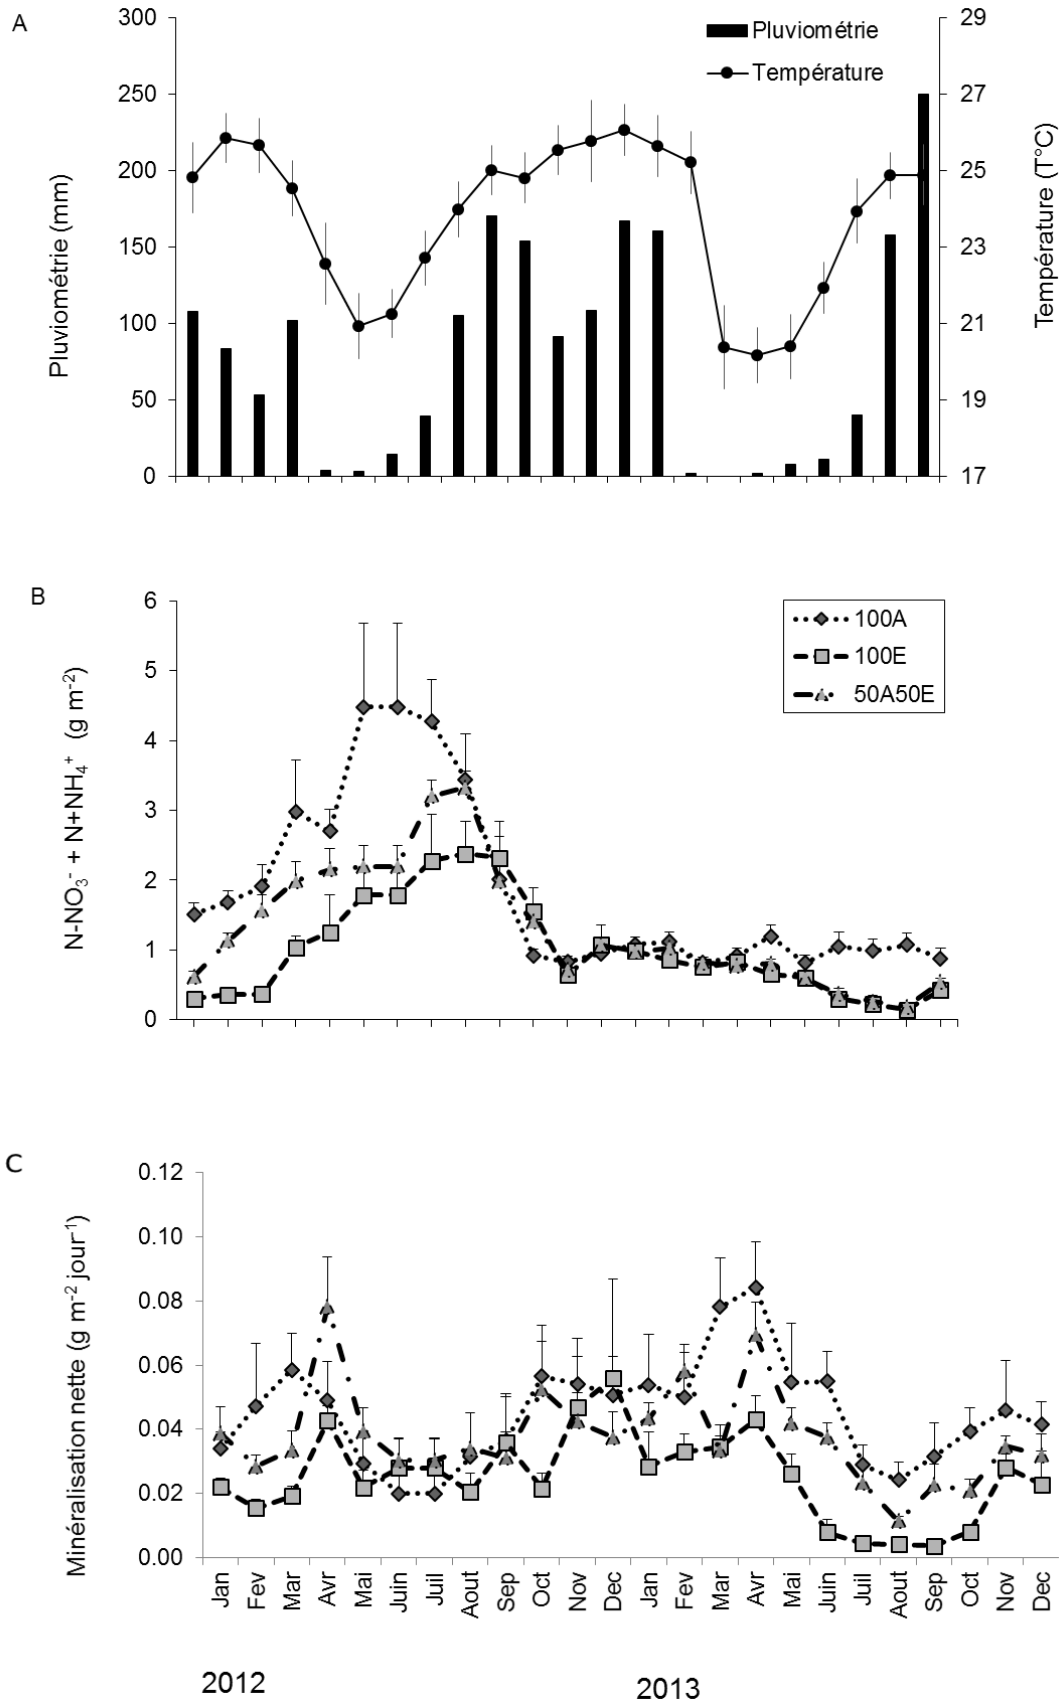 A
Pluviométrie (mm)
300
250
200
150
100
50
0
Pluviométrie
Température
29
27
25
23
21
19
17
Température (T°C)
B
N-NO₃⁻ + N+NH₄⁺ (g m⁻²)
6
5
4
3
2
1
0
100A
100E
50A50E
C
Minéralisation nette (g m⁻² jour⁻¹)
0.12
0.10
0.08
0.06
0.04
0.02
0.00
Jan Fev Mar Avr Mai Juin Juil Aout Sep Oct Nov Dec Jan Fev Mar Avr Mai Juin Juil Aout Sep Oct Nov Dec
2012 2013